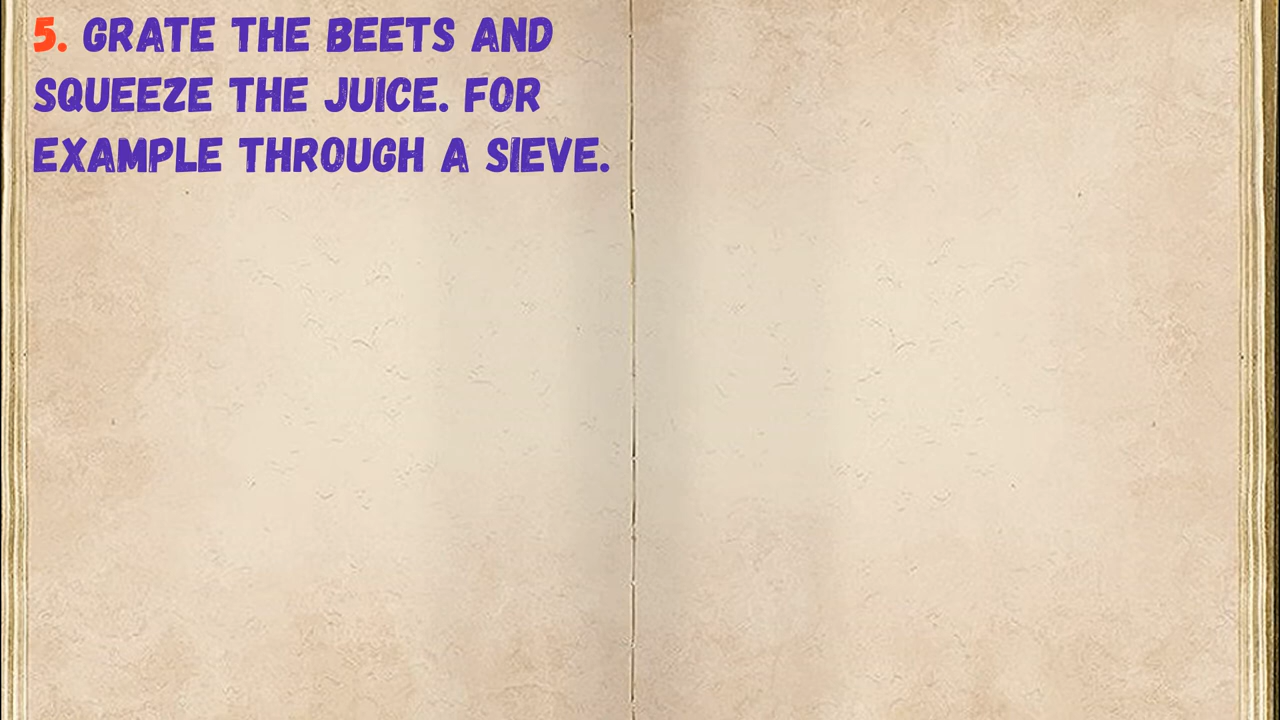 5. GRATE THE BEETS AND
SQUEEZE THE JUICE. FOR
EXAMPLE THROUGH A SIEVE.